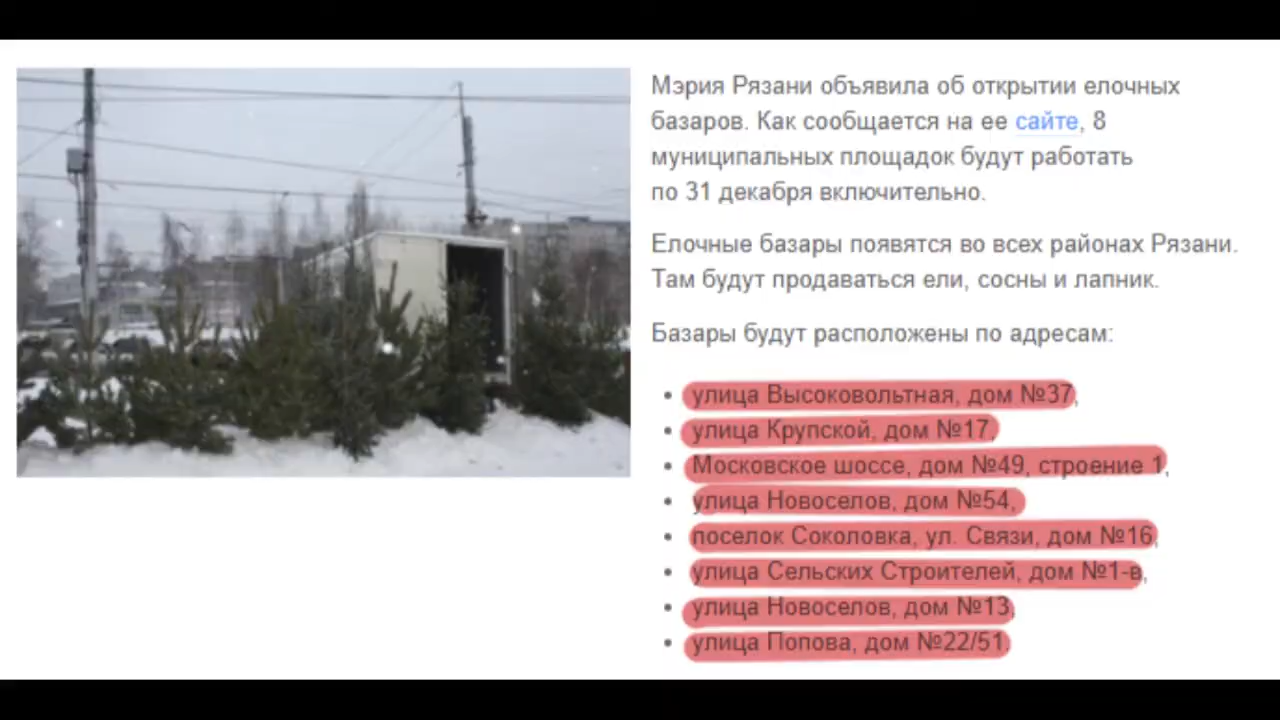 Мэрия Рязани объявила об открытии елочных
базаров. Как сообщается на ее сайте, 8
муниципальных площадок будут работать
по 31 декабря включительно.
Елочные базары появятся во всех районах Рязани.
Там будут продаваться ели, сосны и лапник.
Базары будут расположены по адресам:
• улица Высоковольтная, дом №37,
• улица Крупской, дом №17,
• Московское шоссе, дом №49, строение 1,
• улица Новоселов, дом №54,
• поселок Соколовка, ул. Связи, дом №16,
• улица Сельских Строителей, дом №1-в,
• улица Новоселов, дом №13,
• улица Попова, дом №22/51.